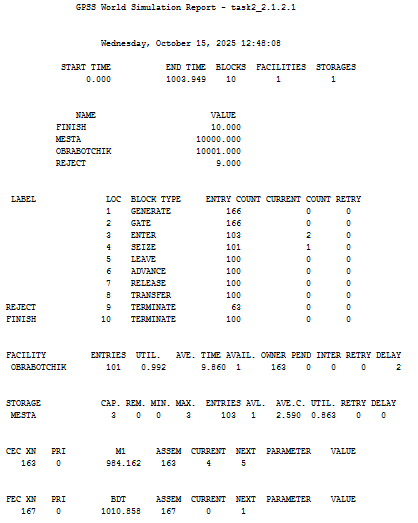 GPSS World Simulation Report - task2_2.1.2.1
Wednesday, October 15, 2025 12:48:08
START TIME END TIME BLOCKS FACILITIES STORAGES
0.000 1003.949 10 1 1
NAME VALUE
FINISH 10.000
MESTA 10000.000
OBRABOTCHIK 10001.000
REJECT 9.000
LABEL LOC BLOCK TYPE ENTRY COUNT CURRENT COUNT RETRY
1 GENERATE 166 0 0
2 GATE 166 0 0
3 ENTER 103 2 0
4 SEIZE 101 1 0
5 LEAVE 100 0 0
6 ADVANCE 100 0 0
7 RELEASE 100 0 0
8 TRANSFER 100 0 0
REJECT 9 TERMINATE 63 0 0
FINISH 10 TERMINATE 100 0 0
FACILITY ENTRIES UTIL. AVE. TIME AVAIL. OWNER PEND INTER RETRY DELAY
OBRABOTCHIK 101 0.992 9.860 1 163 0 0 0 2
STORAGE CAP. REM. MIN. MAX. ENTRIES AVL. AVE.C. UTIL. RETRY DELAY
MESTA 3 0 0 3 103 1 2.590 0.863 0 0
CEC XN PRI M1 ASSEM CURRENT NEXT PARAMETER VALUE
163 0 984.162 163 4 5
FEC XN PRI BDT ASSEM CURRENT NEXT PARAMETER VALUE
167 0 1010.858 167 0 1